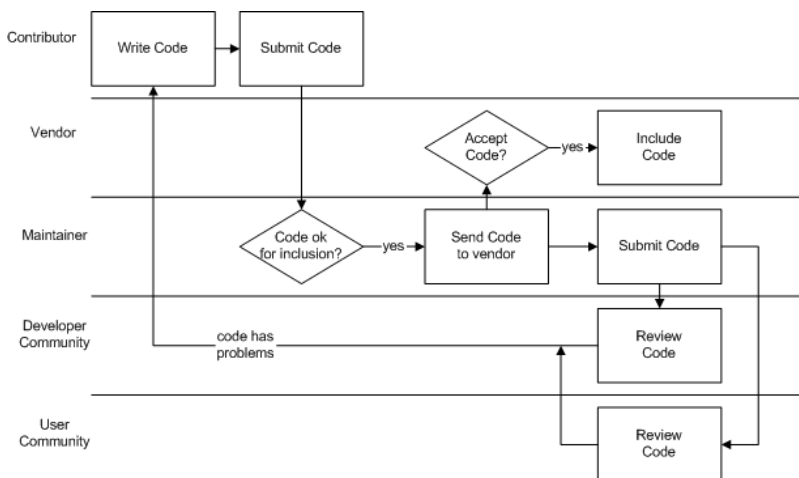 Contributor
Write Code
Submit Code
Vendor
Accept
Code?
yes
Include
Code
Maintainer
Code ok
for inclusion?
yes
Send Code
to vendor
Submit Code
Developer
Community
code has
problems
Review
Code
User
Community
Review
Code